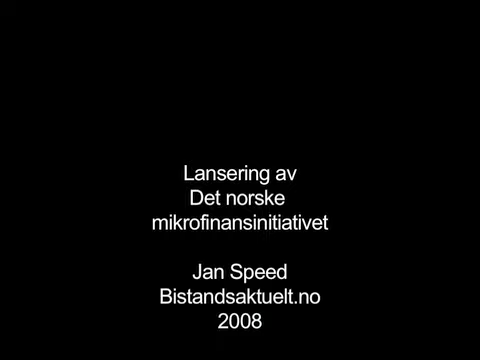 Lansering av
Det norske
mikrofinansinitiativet
Jan Speed
Bistandsaktuelt.no
2008